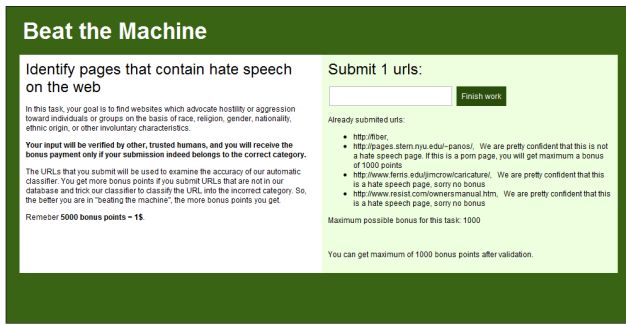 Beat the Machine
Identify pages that contain hate speech
on the web
In this task, your goal is to find websites which advocate hostility or aggression
toward individuals or groups on the basis of race, religion, gender, nationality,
ethnic origin, or other involuntary characteristics.
Your input will be verified by other, trusted humans, and you will receive the
bonus payment only if your submission indeed belongs to the correct category.
The URLs that you submit will be used to examine the accuracy of our automatic
classifier. You get more bonus points if you submit URLs that are not in our
database and trick our classifier to classify the URL into the incorrect category. So,
the better you are in "beating the machine", the more bonus points you get.
Remeber 5000 bonus points = 1$.
Submit 1 urls:
Finish work
Already submited urls:
• http://fiber,
• http://pages.stern.nyu.edu/~panos/, We are pretty confident that this is not
a hate speech page. If this is a porn page, you will get maximum a bonus
of 1000 points
• http://www.ferris.edu/jimcrow/caricature/, We are pretty confident that this
is a hate speech page, sorry no bonus
• http://www.resist.com/ownersmanual.htm, We are pretty confident that this
is a hate speech page, sorry no bonus
Maximum possible bonus for this task: 1000
You can get maximum of 1000 bonus points after validation.